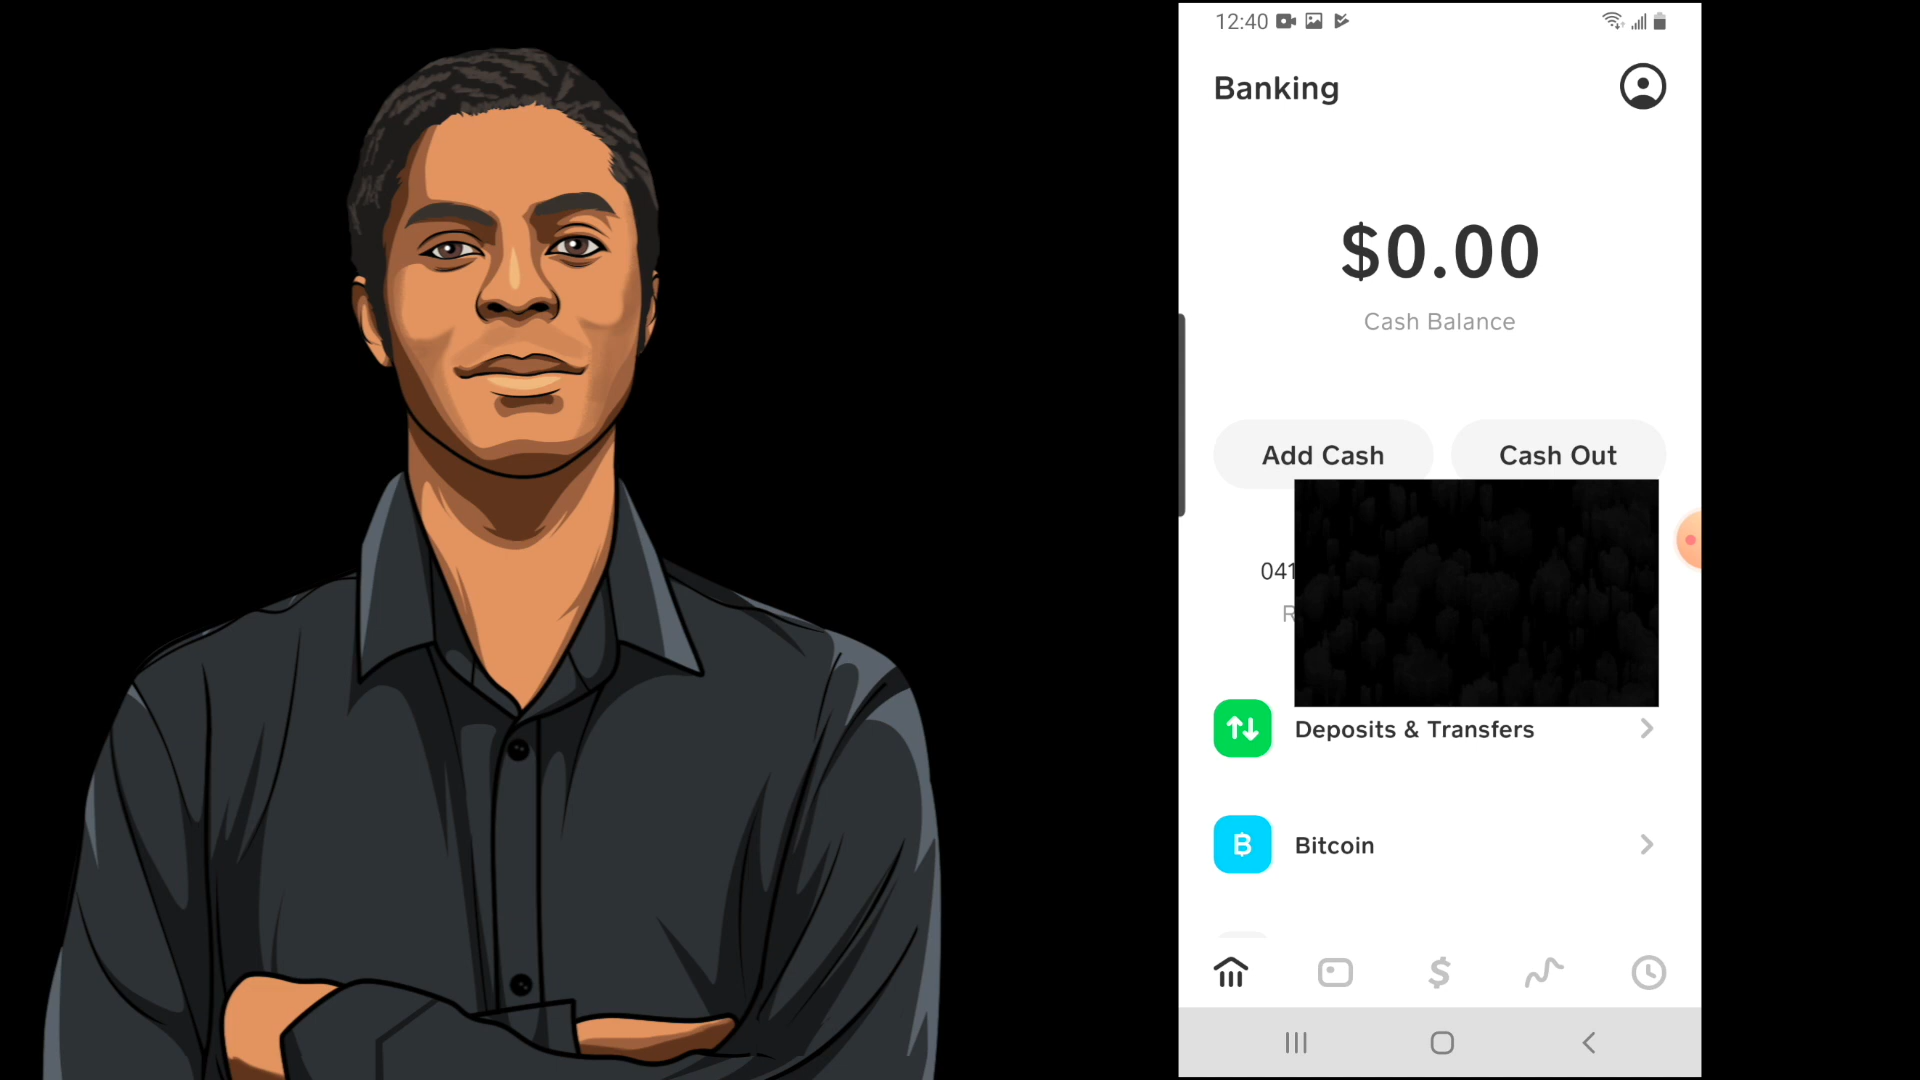 12:40
Banking
$0.00
Cash Balance
Add Cash Cash Out
041
R
Deposits & Transfers
Bitcoin